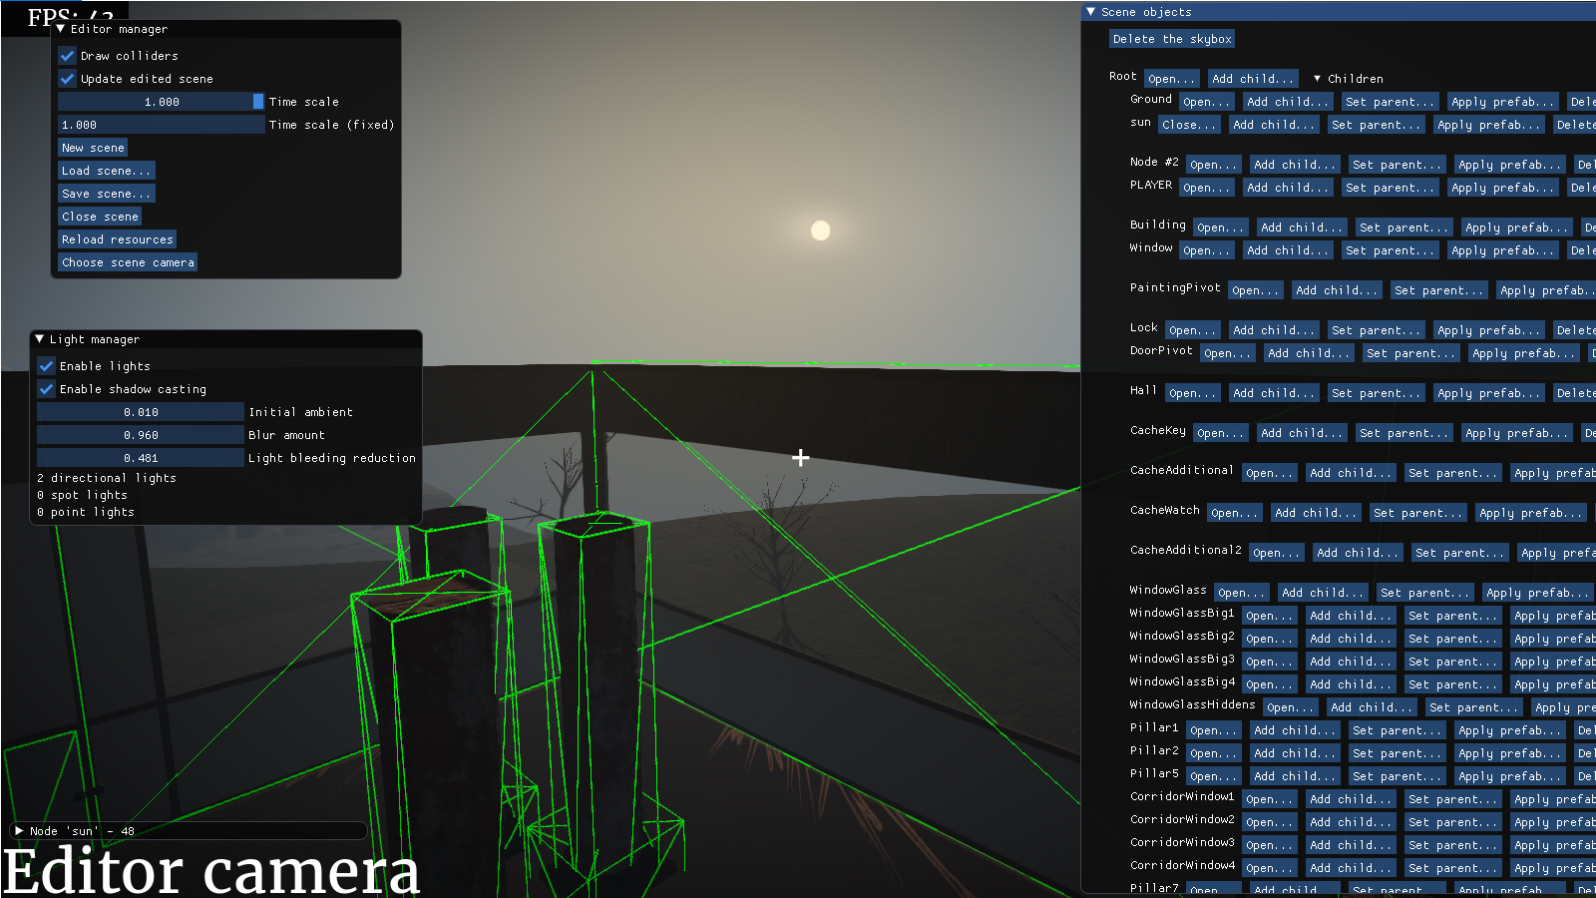 FPS:
Editor manager
Draw colliders
Update edited scene
1.000 Time scale
1.000 Time scale (fixed)
New scene
Load scene...
Save scene...
Close scene
Reload resources
Choose scene camera
Light manager
Enable lights
Enable shadow casting
0.010 Initial ambient
0.960 Blur amount
0.481 Light bleeding reduction
2 directional lights
0 spot lights
0 point lights
Node 'sun' - 48
Editor camera
Scene objects
Delete the skybox
Root Open... Add child... Children
Ground Open... Add child... Set parent... Apply prefab... Dele
sun Close... Add child... Set parent... Apply prefab... Delete
Node #2 Open... Add child... Set parent... Apply prefab... Del
PLAYER Open... Add child... Set parent... Apply prefab... Dele
Building Open... Add child... Set parent... Apply prefab... De
Window Open... Add child... Set parent... Apply prefab... Dele
PaintingPivot Open... Add child... Set parent... Apply prefab..
Lock Open... Add child... Set parent... Apply prefab... Delete
DoorPivot Open... Add child... Set parent... Apply prefab...
Hall Open... Add child... Set parent... Apply prefab... Delete
CacheKey Open... Add child... Set parent... Apply prefab... De
CacheAdditional Open... Add child... Set parent... Apply prefab
CacheWatch Open... Add child... Set parent... Apply prefab...
CacheAdditional2 Open... Add child... Set parent... Apply prefa
WindowGlass Open... Add child... Set parent... Apply prefab...
WindowGlassBig1 Open... Add child... Set parent... Apply prefab
WindowGlassBig2 Open... Add child... Set parent... Apply prefab
WindowGlassBig3 Open... Add child... Set parent... Apply prefab
WindowGlassBig4 Open... Add child... Set parent... Apply prefab
WindowGlassHiddens Open... Add child... Set parent... Apply pre
Pillar1 Open... Add child... Set parent... Apply prefab... Del
Pillar2 Open... Add child... Set parent... Apply prefab... Del
Pillar5 Open... Add child... Set parent... Apply prefab... Del
CorridorWindow1 Open... Add child... Set parent... Apply prefab
CorridorWindow2 Open... Add child... Set parent... Apply prefab
CorridorWindow3 Open... Add child... Set parent... Apply prefab
CorridorWindow4 Open... Add child... Set parent... Apply prefab
Pillar7 Open Add child Set parent Apply prefab Del